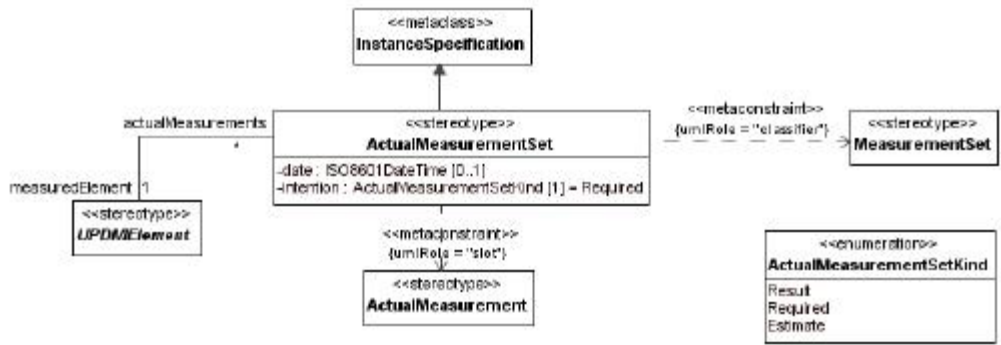 <<metaclass>>
InstanceSpecification
actualMeasurements
*
<<stereotype>>
ActualMeasurementSet
-date : ISO8601DateTime [0..1]
-intention : ActualMeasurementSetKind [1] = Required
<<metaconstraint>>
{umlRole = "classifier"}
<<stereotype>>
MeasurementSet
measuredElement 1
<<stereotype>>
UPDMElement
<<metaconstraint>>
{umlRole = "slot"}
<<stereotype>>
ActualMeasurement
<<enumeration>>
ActualMeasurementSetKind
Result
Required
Estimate